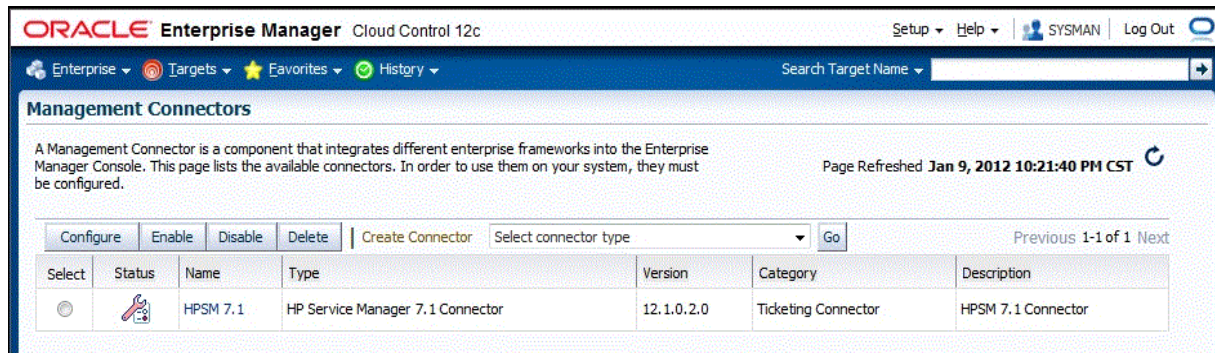 ORACLE Enterprise Manager Cloud Control 12c Setup Help SYSMAN Log Out
Enterprise Targets Favorites History Search Target Name
Management Connectors
A Management Connector is a component that integrates different enterprise frameworks into the Enterprise
Manager Console. This page lists the available connectors. In order to use them on your system, they must
be configured.
Page Refreshed Jan 9, 2012 10:21:40 PM CST
Configure Enable Disable Delete Create Connector Select connector type Go Previous 1-1 of 1 Next
Select Status Name Type Version Category Description
HPSM 7.1 HP Service Manager 7.1 Connector 12.1.0.2.0 Ticketing Connector HPSM 7.1 Connector